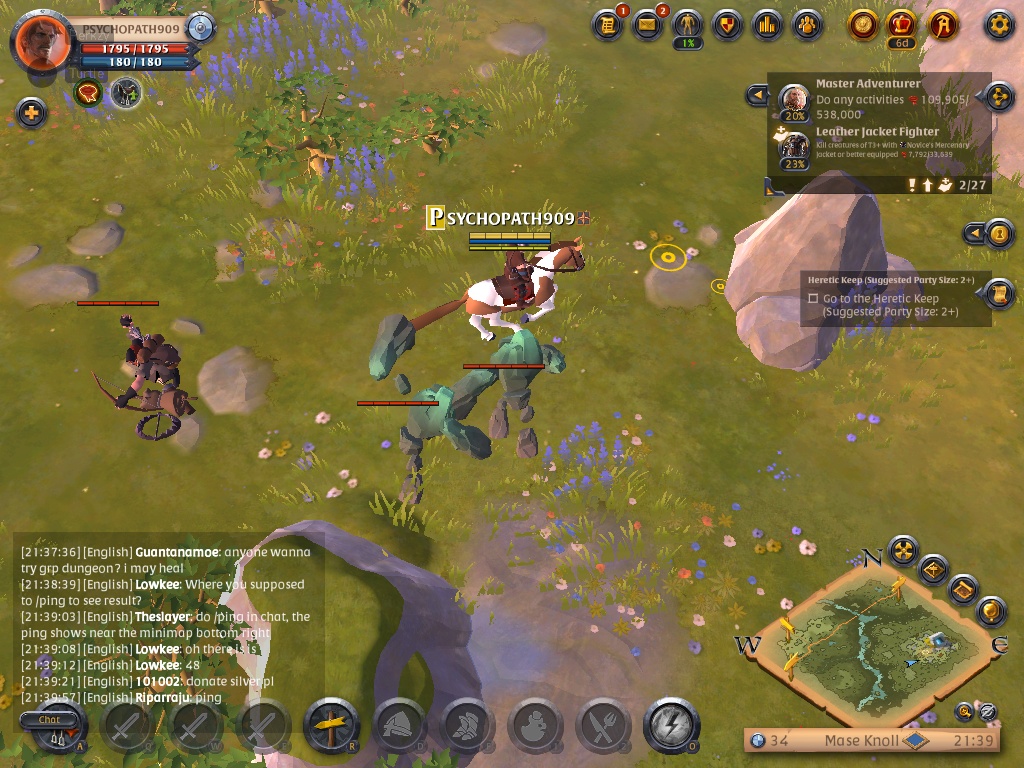 PSYCHOPATH909
1795 / 1795
180 / 180
1
2
1%
6d
Master Adventurer
Do any activities 109,905/
538,000
20%
Leather Jacket Fighter
Kill creatures of T3+ with Novice's Mercenary
Jacket or better equipped 7,792/33,639
23%
2/27
PSYCHOPATH909
Heretic Keep (Suggested Party Size: 2+)
Go to the Heretic Keep
(Suggested Party Size: 2+)
[21:37:36] [English] Guantanamoe: anyone wanna
try grp dungeon? i may heal
[21:38:39] [English] Lowkee: Where you supposed
to /ping to see result?
[21:39:03] [English] Theslayer: do /ping in chat, the
ping shows near the minimap bottom right
[21:39:08] [English] Lowkee: oh there is is
[21:39:12] [English] Lowkee: 48
[21:39:21] [English] 101002: donate silver pl
[21:39:57] [English] Riparraju: ping
Chat
A
Q
W
E
R
D
F
O
N
W
E
34
Mase Knoll
21:39